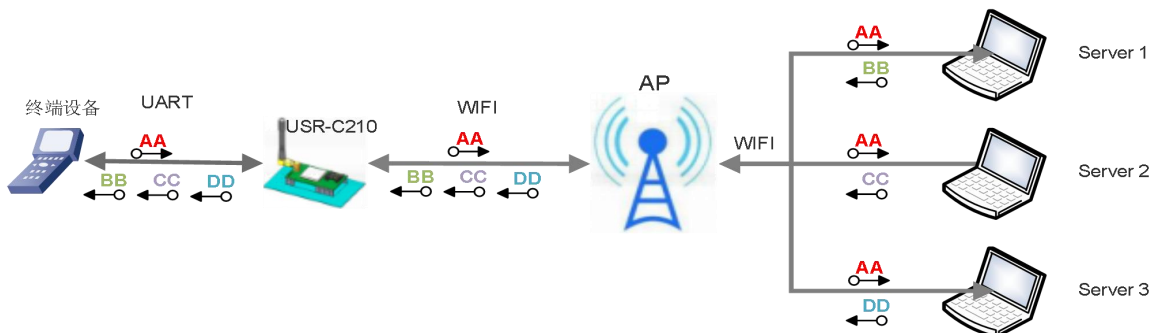 终端设备
UART
AA
BB CC DD
USR-C210
WIFI
AA
BB CC DD
AP
WIFI
AA
BB
Server 1
AA
CC
Server 2
AA
DD
Server 3